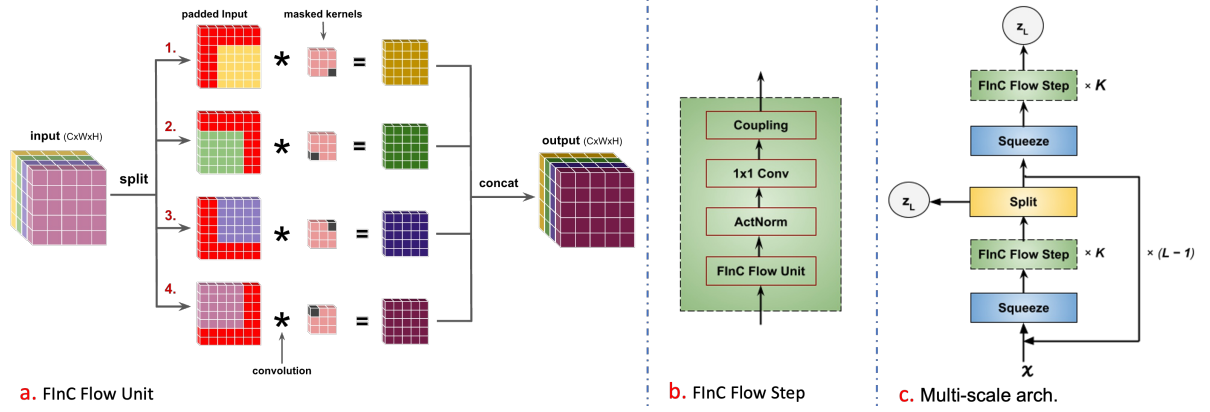 padded Input
masked kernels
1.
*
=
2.
*
=
input (CxWxH)
split
3.
*
=
4.
*
=
convolution
concat
output (CxWxH)
a. FInC Flow Unit
Coupling
1x1 Conv
ActNorm
FInC Flow Unit
b. FInC Flow Step
z_L
FInC Flow Step × K
Squeeze
z_L
Split
FInC Flow Step × K
× (L − 1)
Squeeze
x
c. Multi-scale arch.